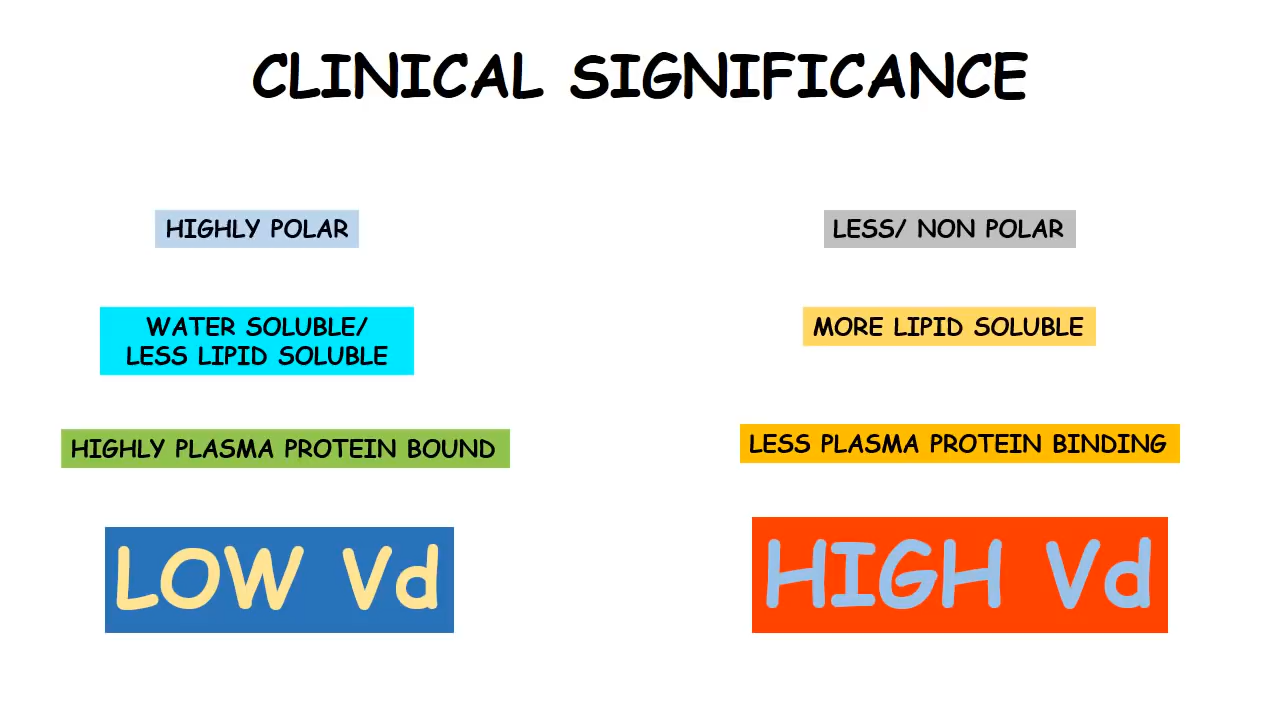 CLINICAL SIGNIFICANCE
HIGHLY POLAR
WATER SOLUBLE/
LESS LIPID SOLUBLE
HIGHLY PLASMA PROTEIN BOUND
LOW Vd
LESS/ NON POLAR
MORE LIPID SOLUBLE
LESS PLASMA PROTEIN BINDING
HIGH Vd